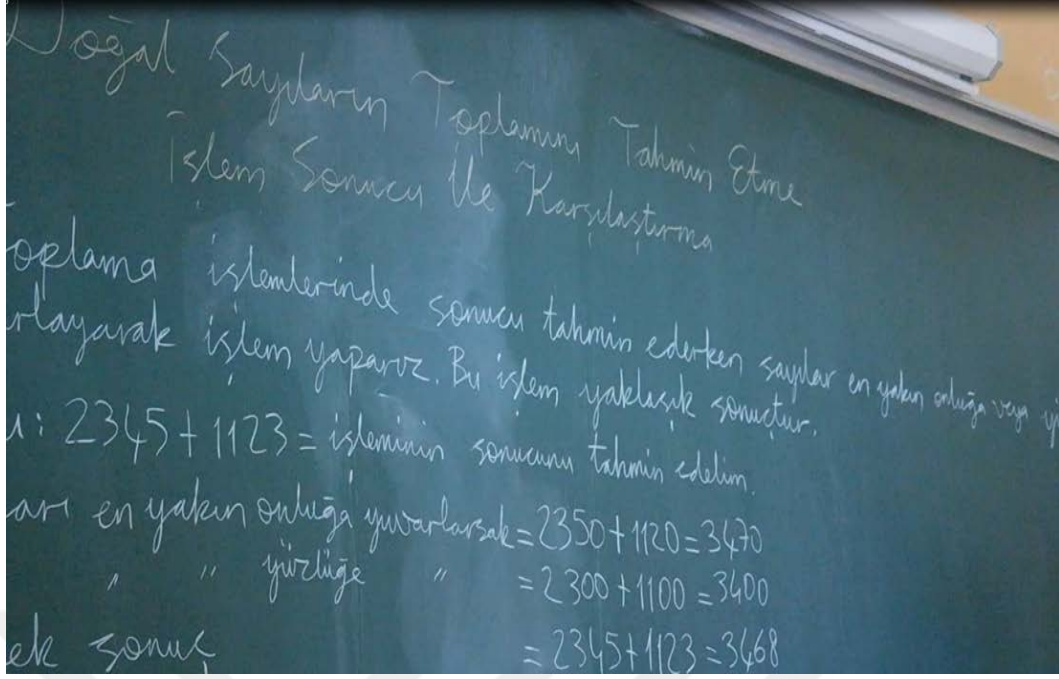 Doğal Sayıların Toplamını Tahmin Etme
İşlem Sonucu İle Karşılaştırma
oplama işlemlerinde sonucu tahmin ederken sayılar en yakın onluğa veya
rlayarak işlem yaparız. Bu işlem yaklaşık sonuçtur.
u: 2345+1123= işleminin sonucunu tahmin edelim.
arı en yakın onluğa yuvarlarsak=2350+1120=3470
" " yüzlüğe " =2300+1100=3400
ek sonuç =2345+1123=3468